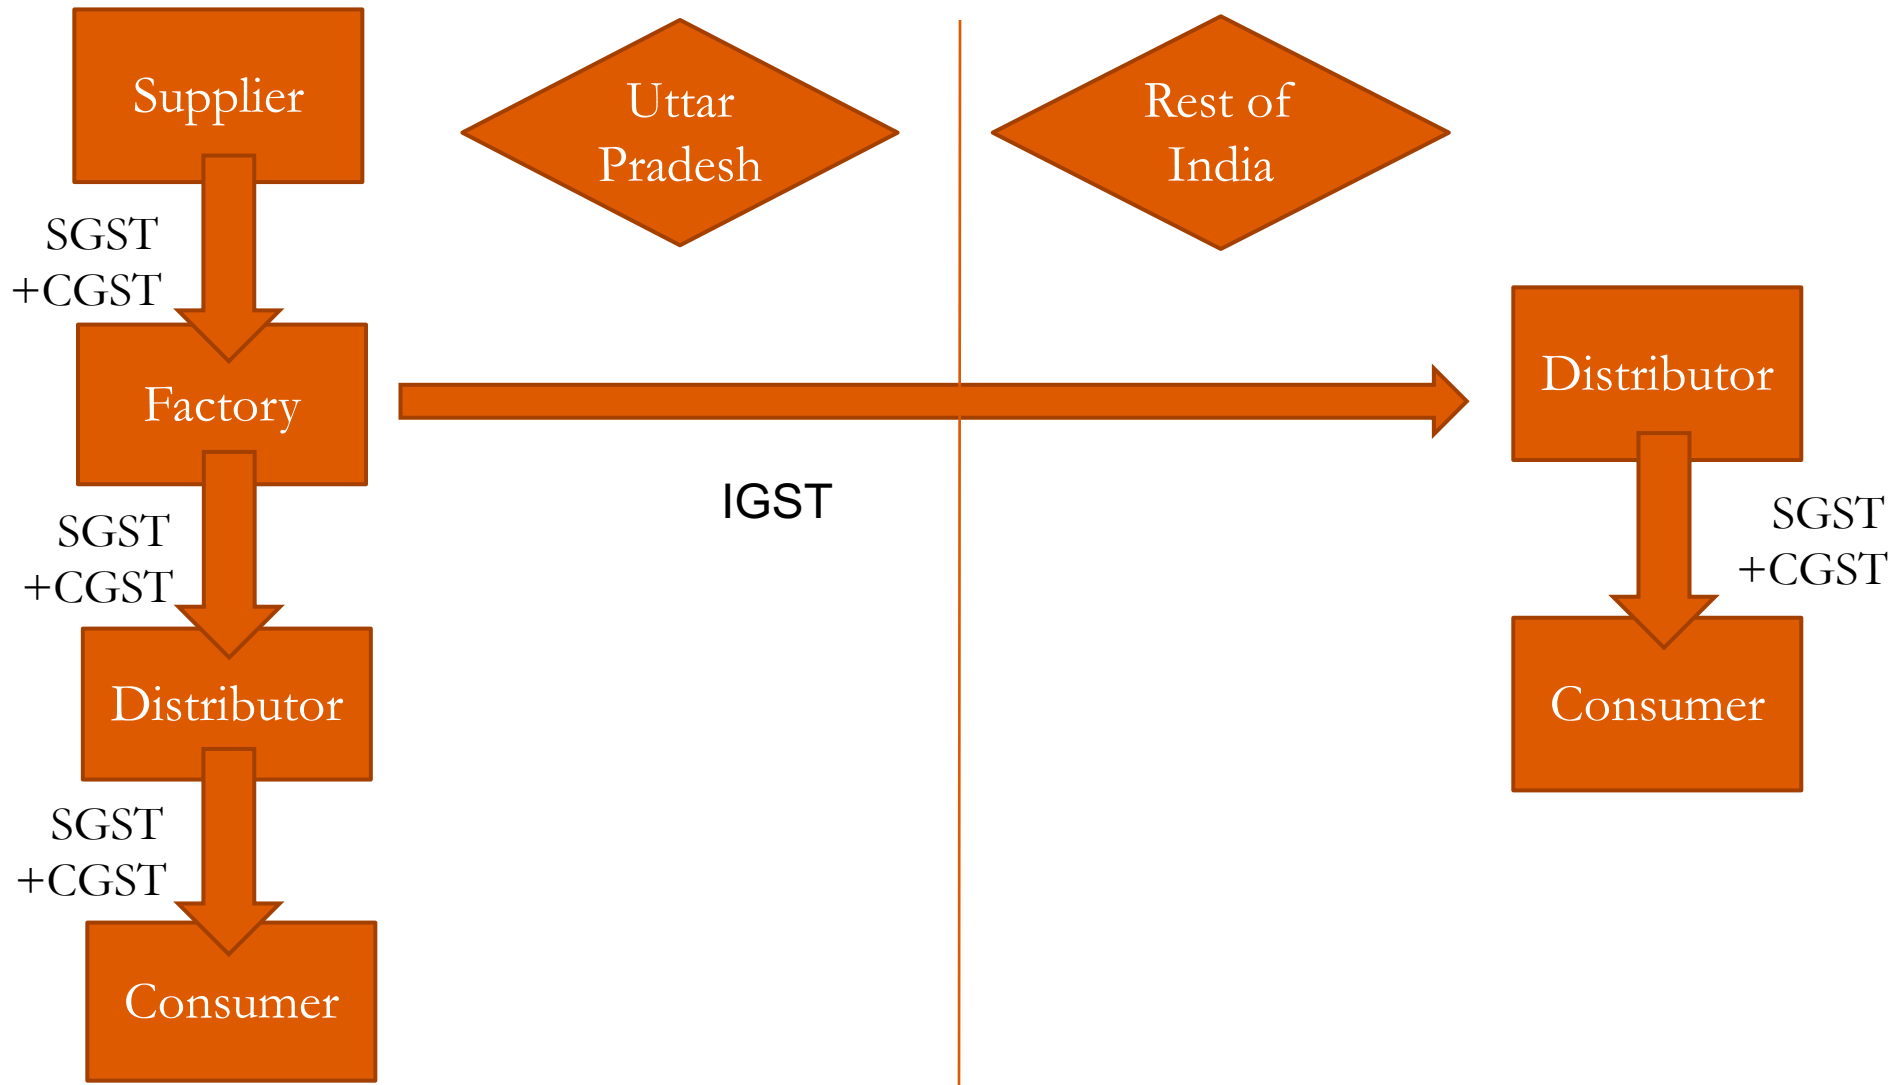 Supplier
Uttar
Pradesh
Rest of
India
SGST
+CGST
Factory
Distributor
IGST
SGST
+CGST
SGST
+CGST
Distributor
Consumer
SGST
+CGST
Consumer